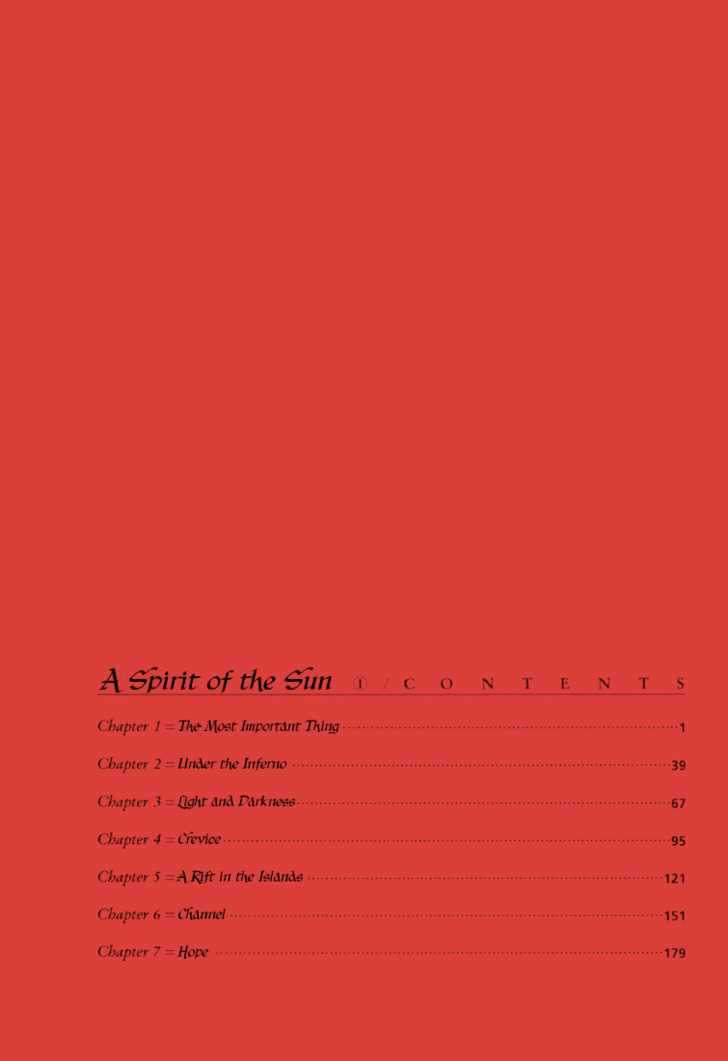 A Spirit of the Sun ① / CONTENTS
Chapter 1 = The Most Important Thing 1
Chapter 2 = Under the Inferno 39
Chapter 3 = Light and Darkness 67
Chapter 4 = Crevice 95
Chapter 5 = A Rift in the Islands 121
Chapter 6 = Channel 151
Chapter 7 = Hope 179